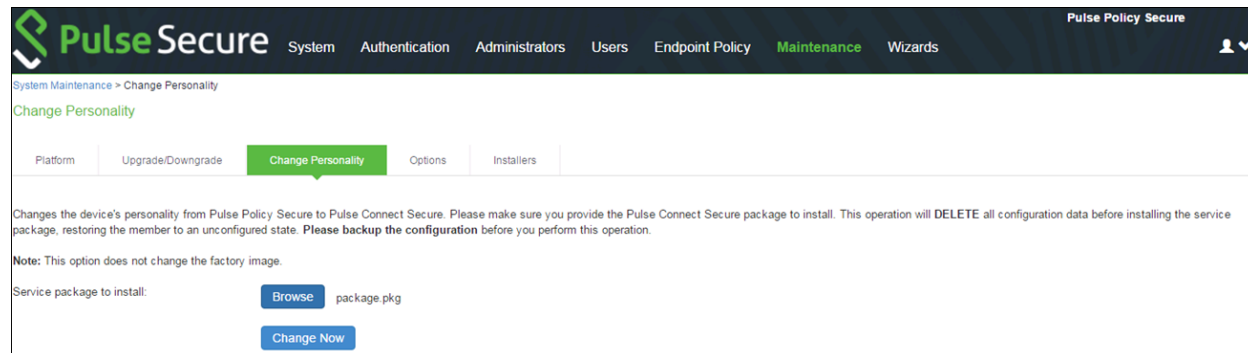 Pulse Policy Secure
Pulse Secure System Authentication Administrators Users Endpoint Policy Maintenance Wizards
System Maintenance > Change Personality
Change Personality
Platform Upgrade/Downgrade Change Personality Options Installers
Changes the device's personality from Pulse Policy Secure to Pulse Connect Secure. Please make sure you provide the Pulse Connect Secure package to install. This operation will DELETE all configuration data before installing the service
package, restoring the member to an unconfigured state. Please backup the configuration before you perform this operation.
Note: This option does not change the factory image.
Service package to install: Browse package.pkg
Change Now